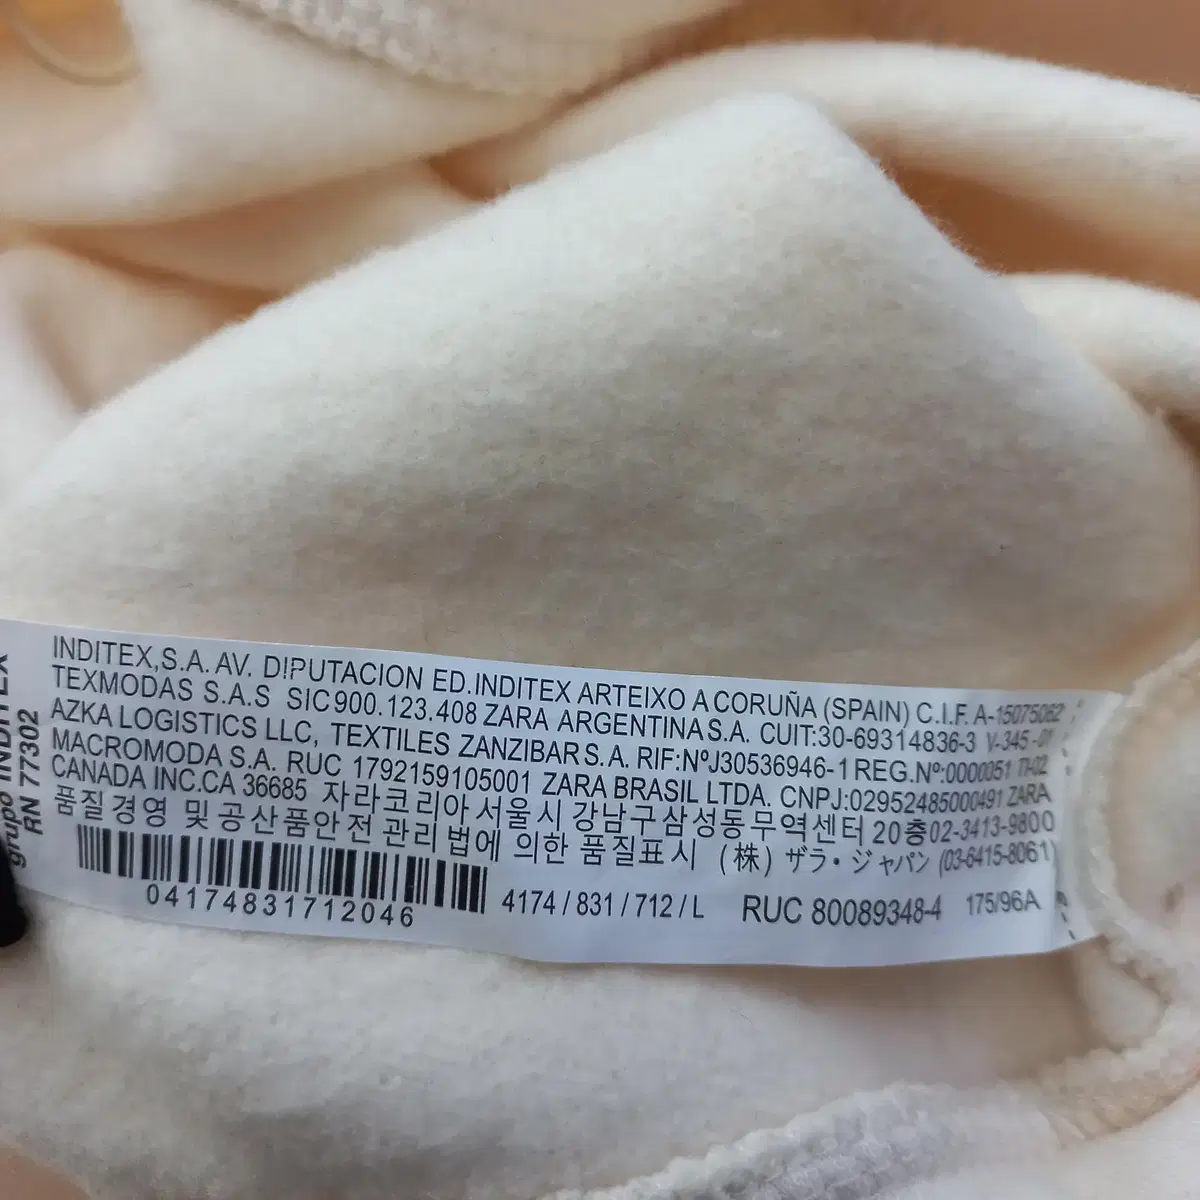 grupo INDITEX
RN 77302
INDITEX,S.A. AV. DIPUTACION ED.INDITEX ARTEIXO A CORUÑA (SPAIN) C.I.F. A-15075062
TEXMODAS S.A.S SIC900.123.408 ZARA ARGENTINA S.A. CUIT:30-69314836-3 V-345-01
AZKA LOGISTICS LLC, TEXTILES ZANZIBAR S.A. RIF:NºJ30536946-1 REG.Nº:0000051 TI-02
MACROMODA S.A. RUC 1792159105001 ZARA BRASIL LTDA. CNPJ:02952485000491 ZARA
CANADA INC.CA 36685 자라코리아 서울시 강남구삼성동무역센터 20층02-3413-9800
품질경영 및 공산품안전 관리 법에 의한 품질표시 (株) ザラ・ジャパン (03-6415-8061)
04174831712046 4174 / 831 / 712 / L RUC 80089348-4 175/96A